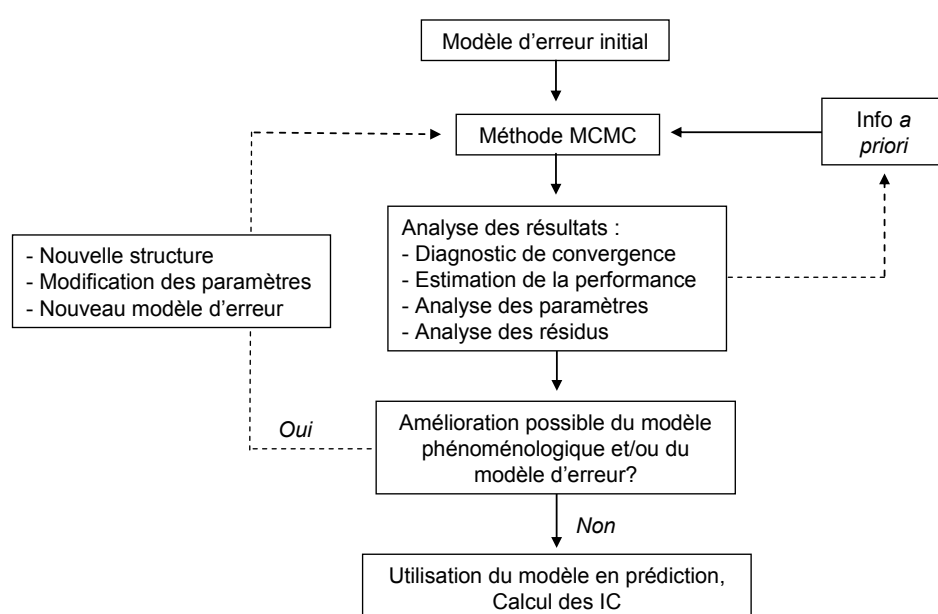 Modèle d'erreur initial
Méthode MCMC
Info a
priori
Analyse des résultats :
- Diagnostic de convergence
- Estimation de la performance
- Analyse des paramètres
- Analyse des résidus
- Nouvelle structure
- Modification des paramètres
- Nouveau modèle d'erreur
Oui
Amélioration possible du modèle
phénoménologique et/ou du
modèle d'erreur?
Non
Utilisation du modèle en prédiction,
Calcul des IC